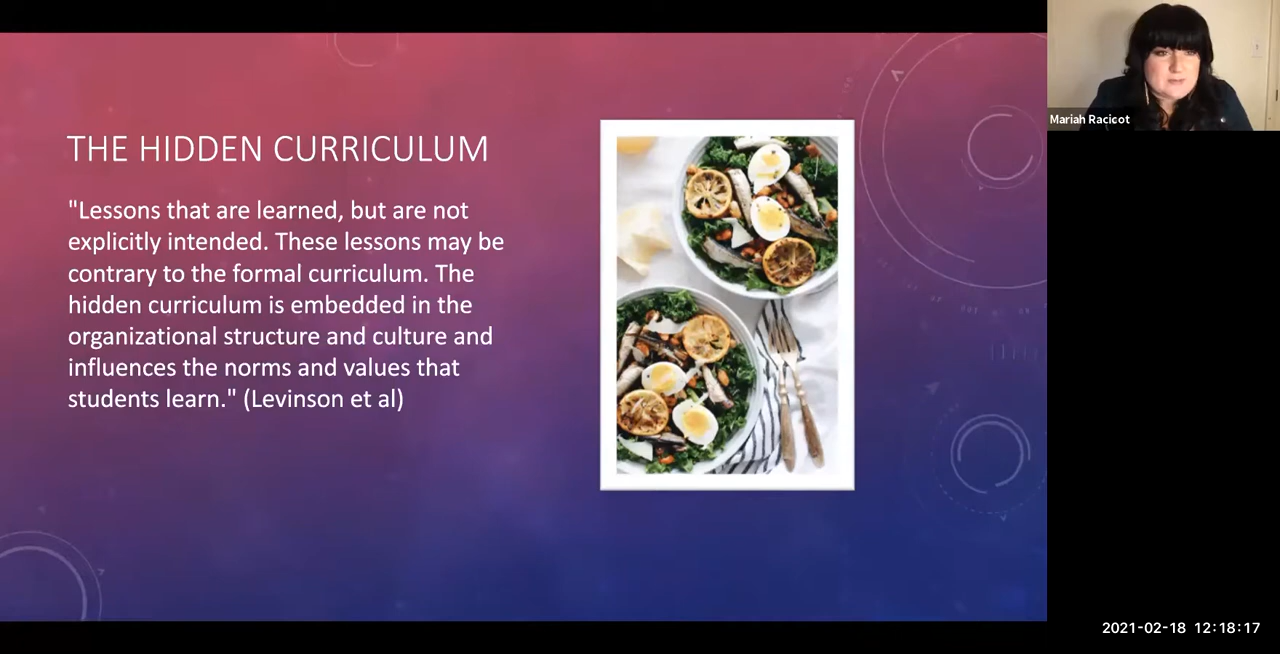 THE HIDDEN CURRICULUM
"Lessons that are learned, but are not
explicitly intended. These lessons may be
contrary to the formal curriculum. The
hidden curriculum is embedded in the
organizational structure and culture and
influences the norms and values that
students learn." (Levinson et al)
Mariah Racicot
2021-02-18 12:18:17